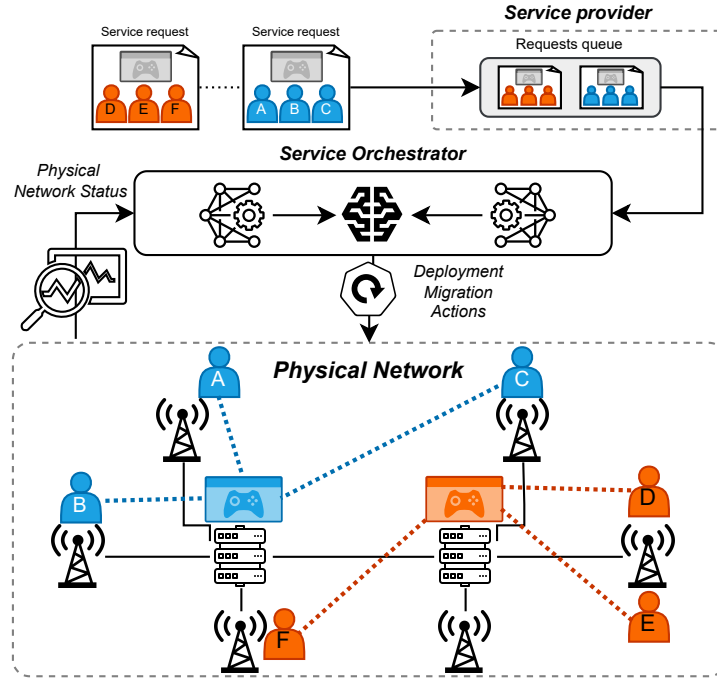 Service provider
Service request
Service request
Requests queue
D E F
A B C
Service Orchestrator
Physical
Network Status
Deployment
Migration
Actions
Physical Network
A
C
B
D
F
E